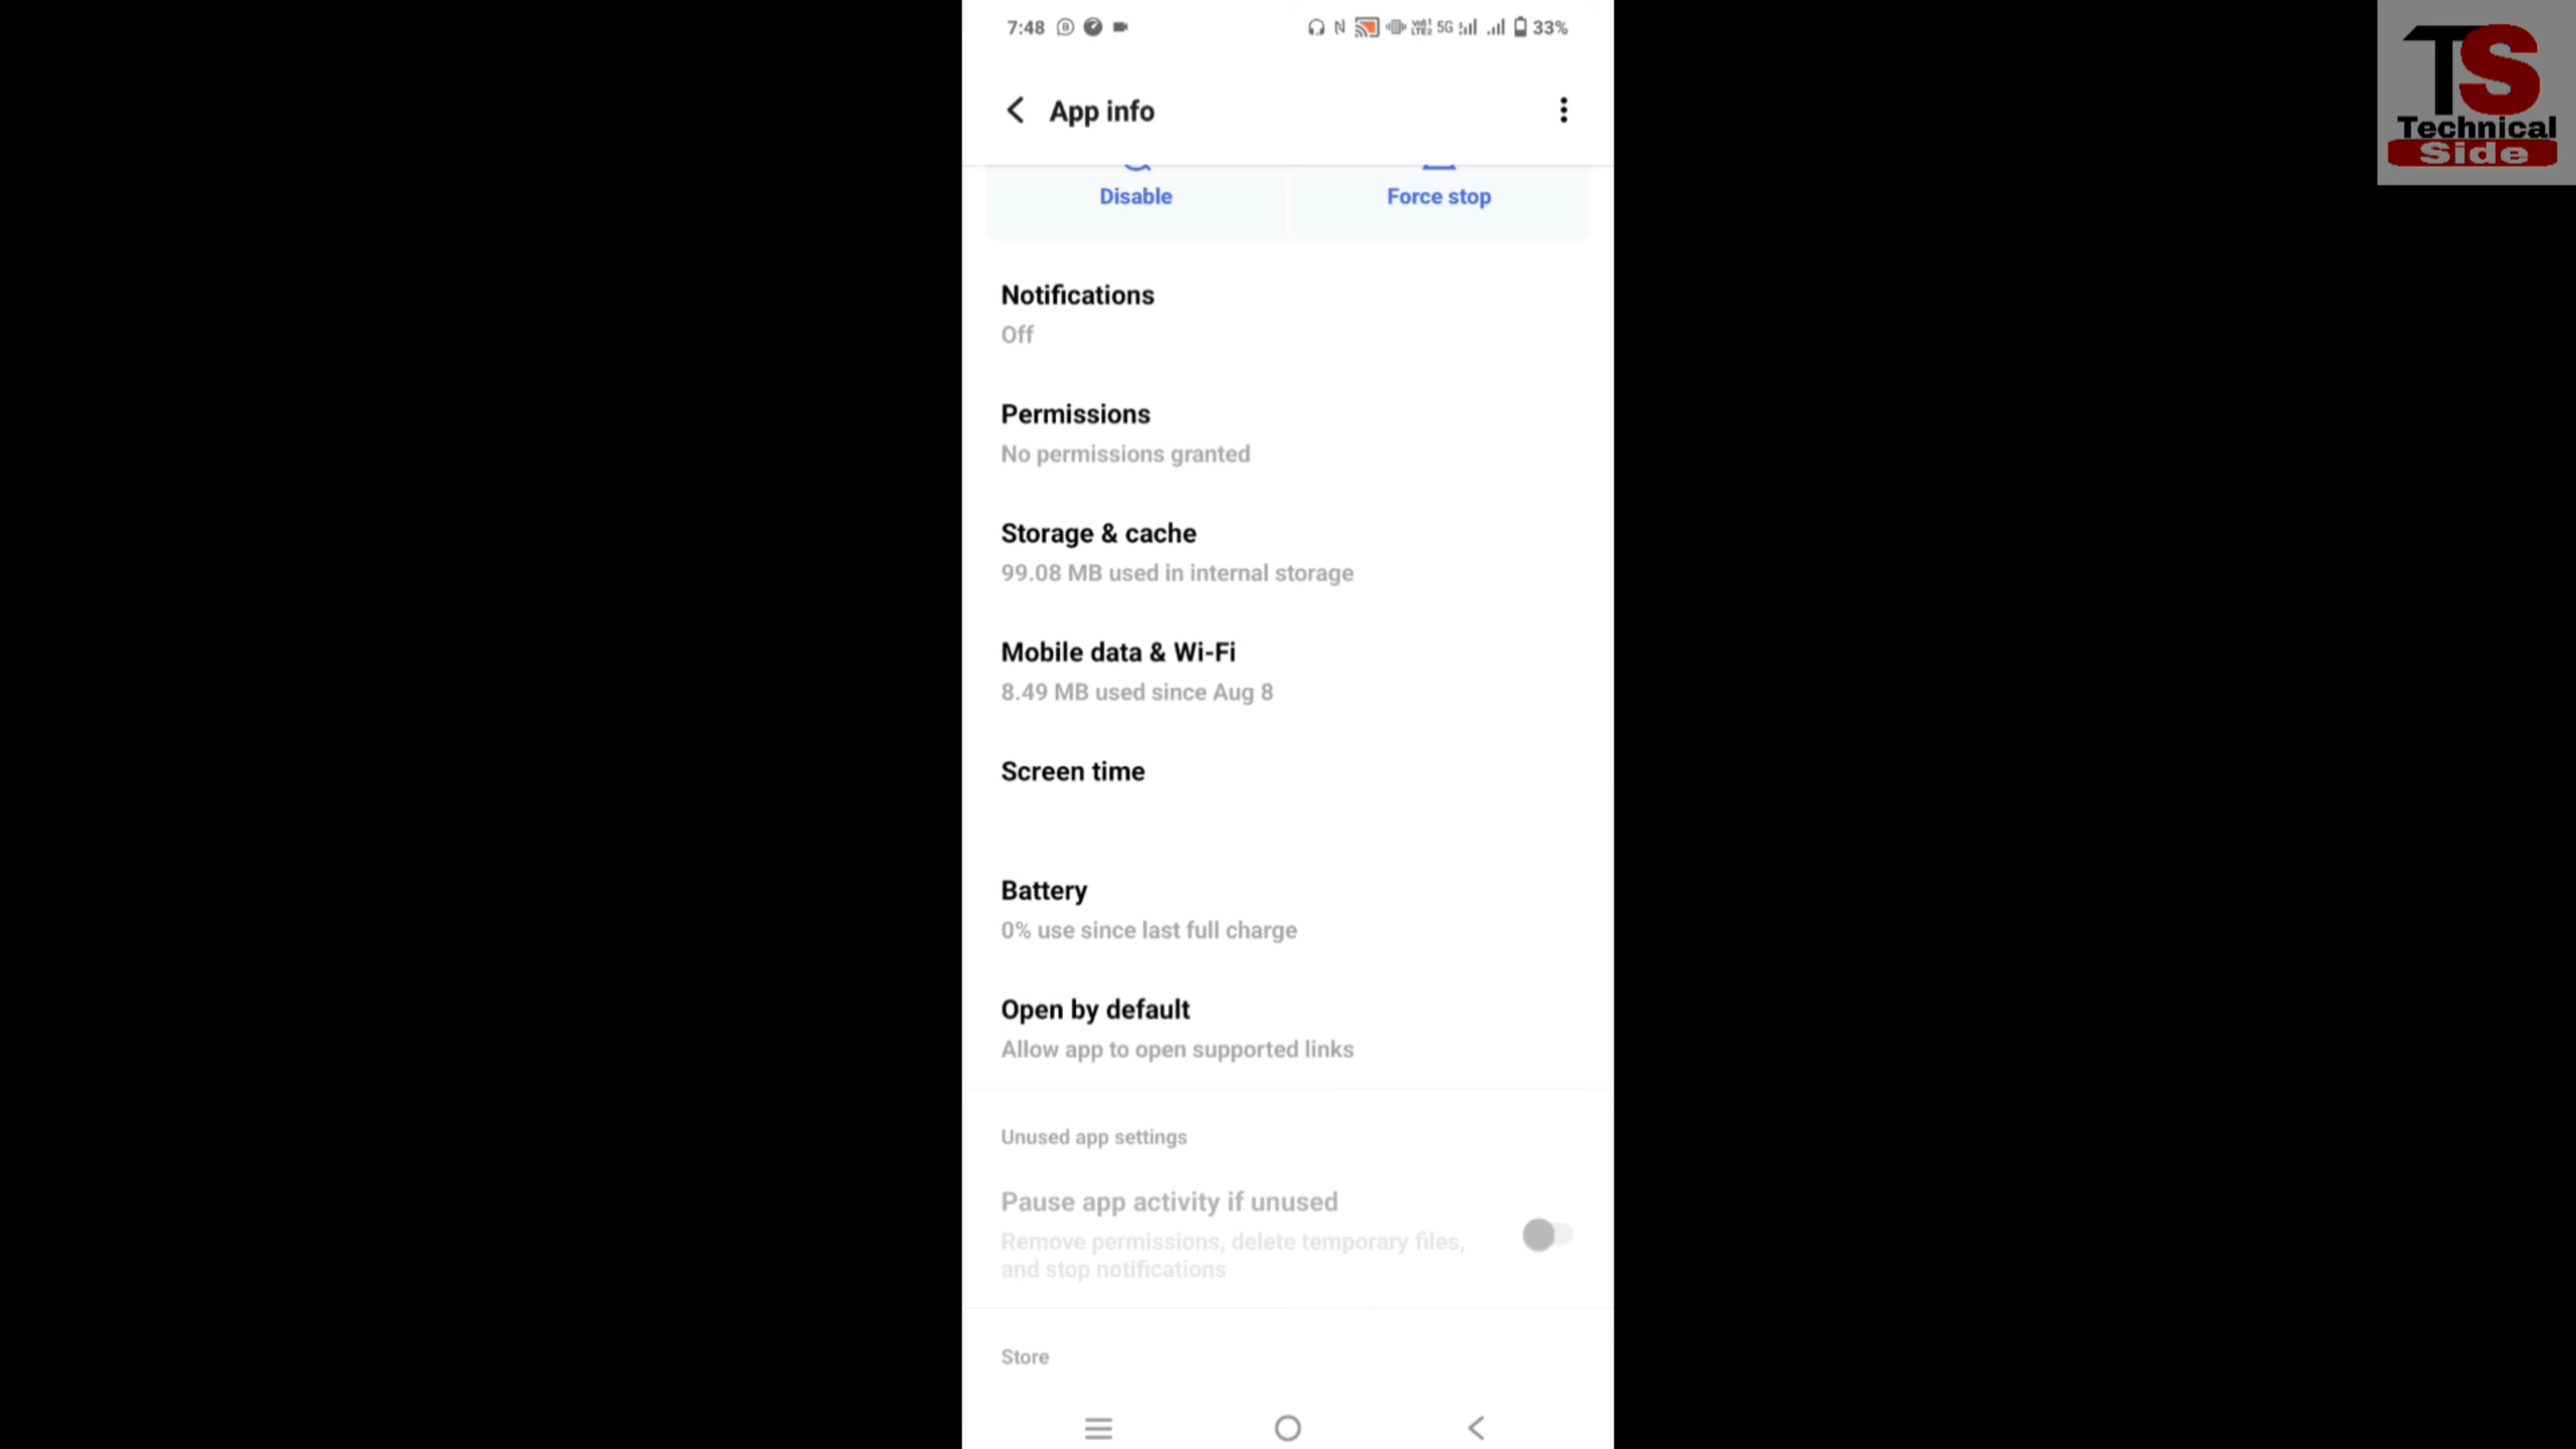 7:48
5G 33%
TS
Technical
Side
App info
Disable
Force stop
Notifications
Off
Permissions
No permissions granted
Storage & cache
99.08 MB used in internal storage
Mobile data & Wi-Fi
8.49 MB used since Aug 8
Screen time
Battery
0% use since last full charge
Open by default
Allow app to open supported links
Unused app settings
Pause app activity if unused
Remove permissions, delete temporary files,
and stop notifications
Store